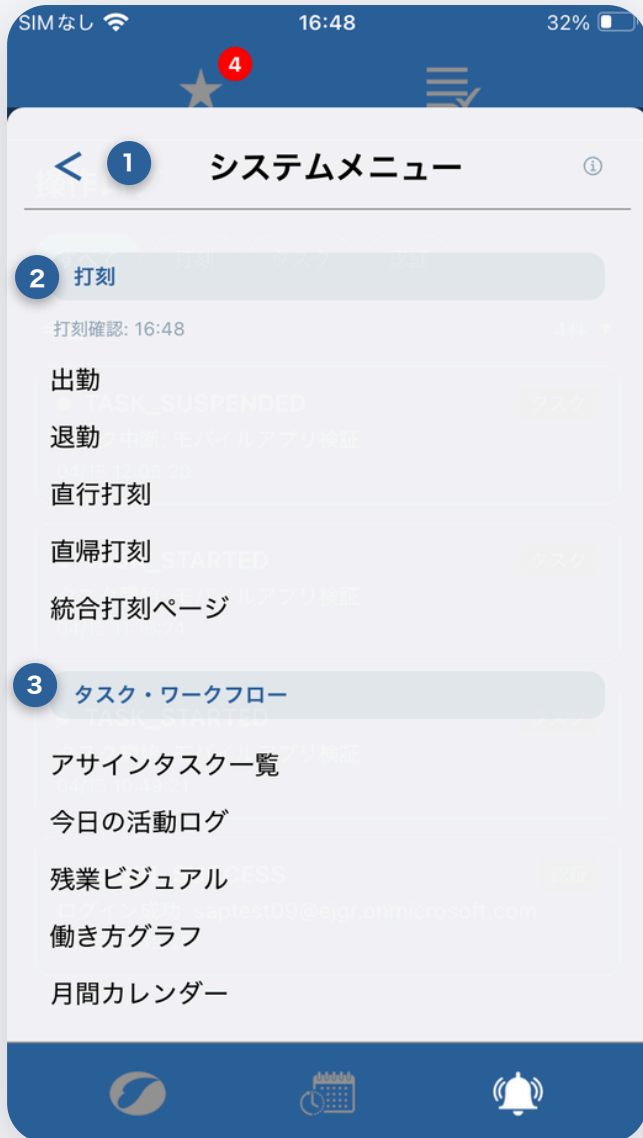 SIMなし 16:48 32%
4
< 1 システムメニュー
2 打刻
打刻確認: 16:48
出勤
TASK_SUSPENDED
退勤
直行打刻
直帰打刻
統合打刻ページ
3 タスク・ワークフロー
TASK_STARTED
アサインタスク一覧
今日の活動ログ
残業ビジュアル
働き方グラフ
月間カレンダー